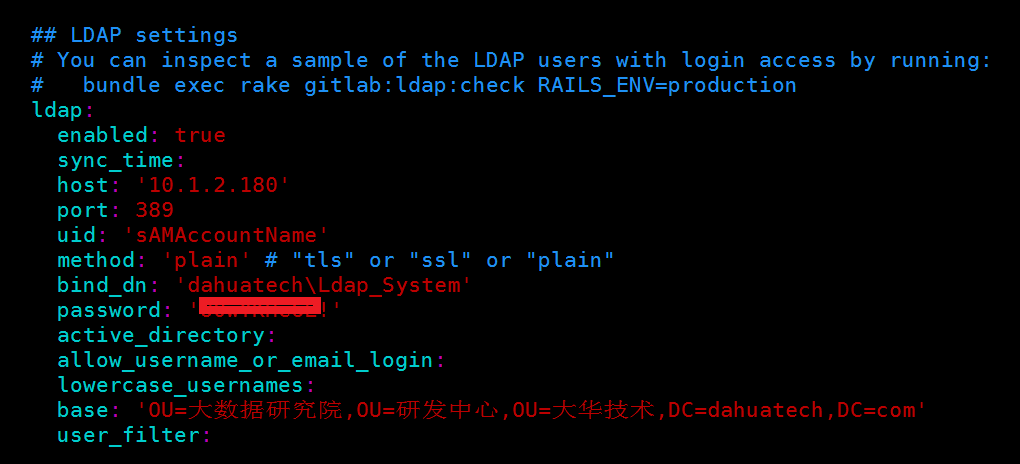 ## LDAP settings
# You can inspect a sample of the LDAP users with login access by running:
#   bundle exec rake gitlab:ldap:check RAILS_ENV=production
ldap:
  enabled: true
  sync_time:
  host: '10.1.2.180'
  port: 389
  uid: 'sAMAccountName'
  method: 'plain' # "tls" or "ssl" or "plain"
  bind_dn: 'dahuatech\Ldap_System'
  password: '!'
  active_directory:
  allow_username_or_email_login:
  lowercase_usernames:
  base: 'OU=大数据研究院,OU=研发中心,OU=大华技术,DC=dahuatech,DC=com'
  user_filter: